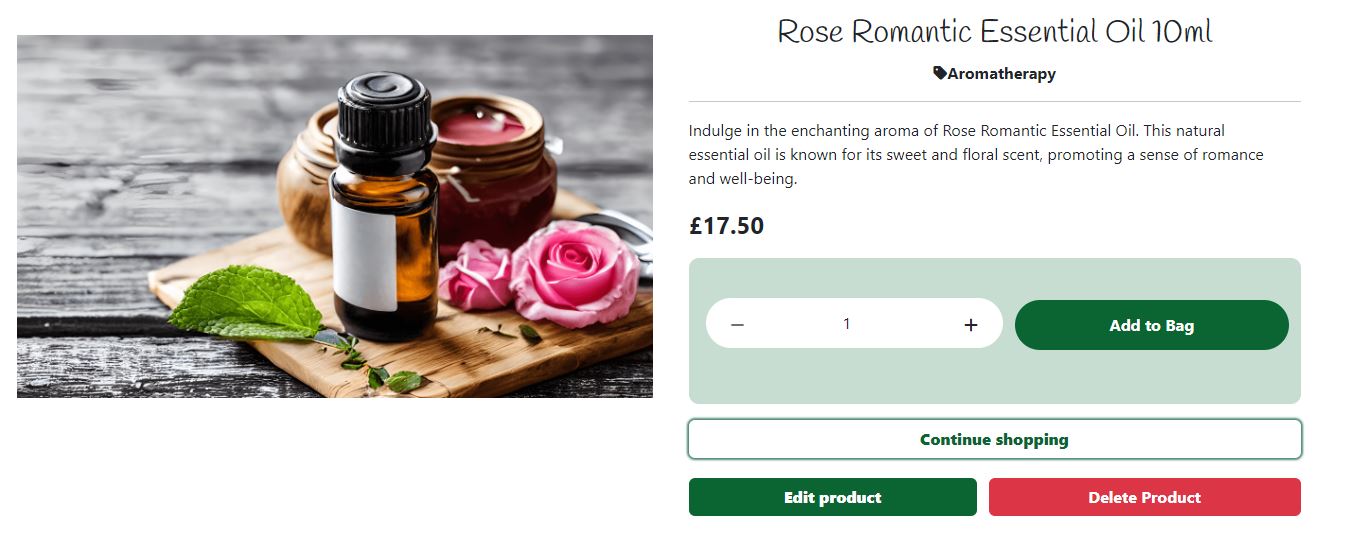 Rose Romantic Essential Oil 10ml
Aromatherapy
Indulge in the enchanting aroma of Rose Romantic Essential Oil. This natural
essential oil is known for its sweet and floral scent, promoting a sense of romance
and well-being.
£17.50
− 1 +
Add to Bag
Continue shopping
Edit product
Delete Product